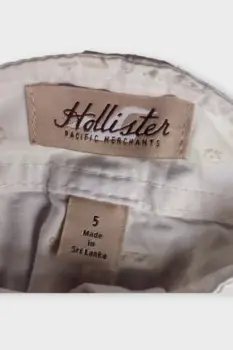 Hollister
PACIFIC MERCHANTS
5
Made
in
Sri Lanka